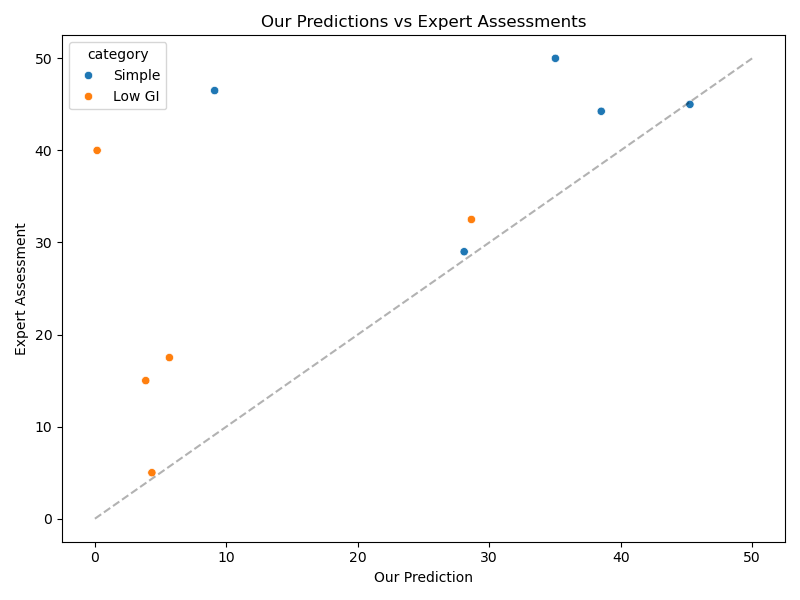 Our Predictions vs Expert Assessments
category
Simple
Low GI
Expert Assessment
50
40
30
20
10
0
0 10 20 30 40 50
Our Prediction